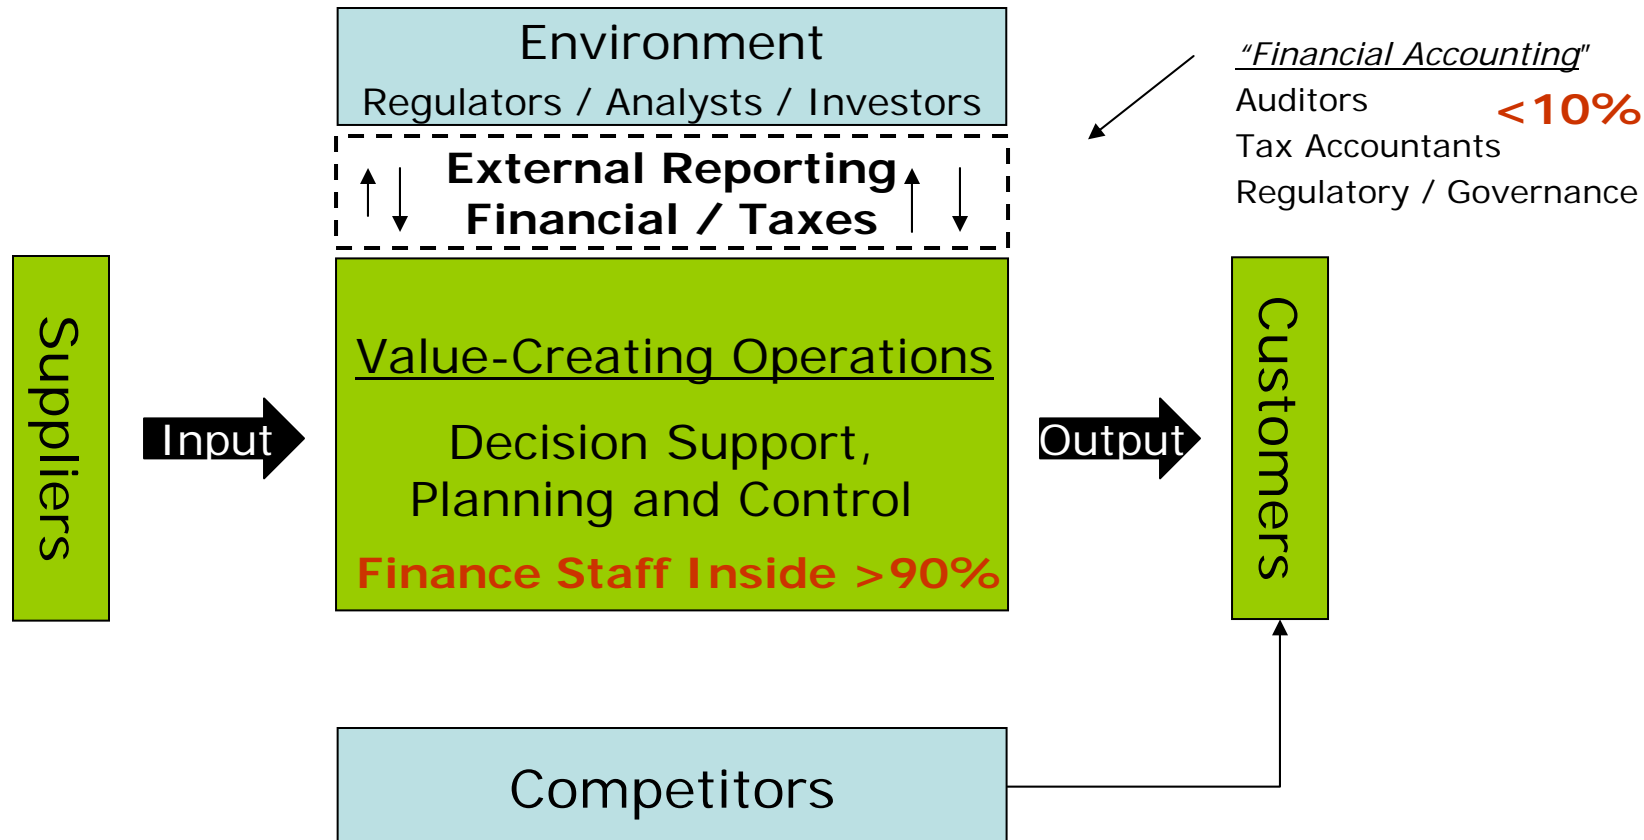 Environment
Regulators / Analysts / Investors
"Financial Accounting"
Auditors
<10%
Tax Accountants
Regulatory / Governance
External Reporting
Financial / Taxes
Suppliers
Input
Value-Creating Operations
Decision Support,
Planning and Control
Finance Staff Inside >90%
Output
Customers
Competitors